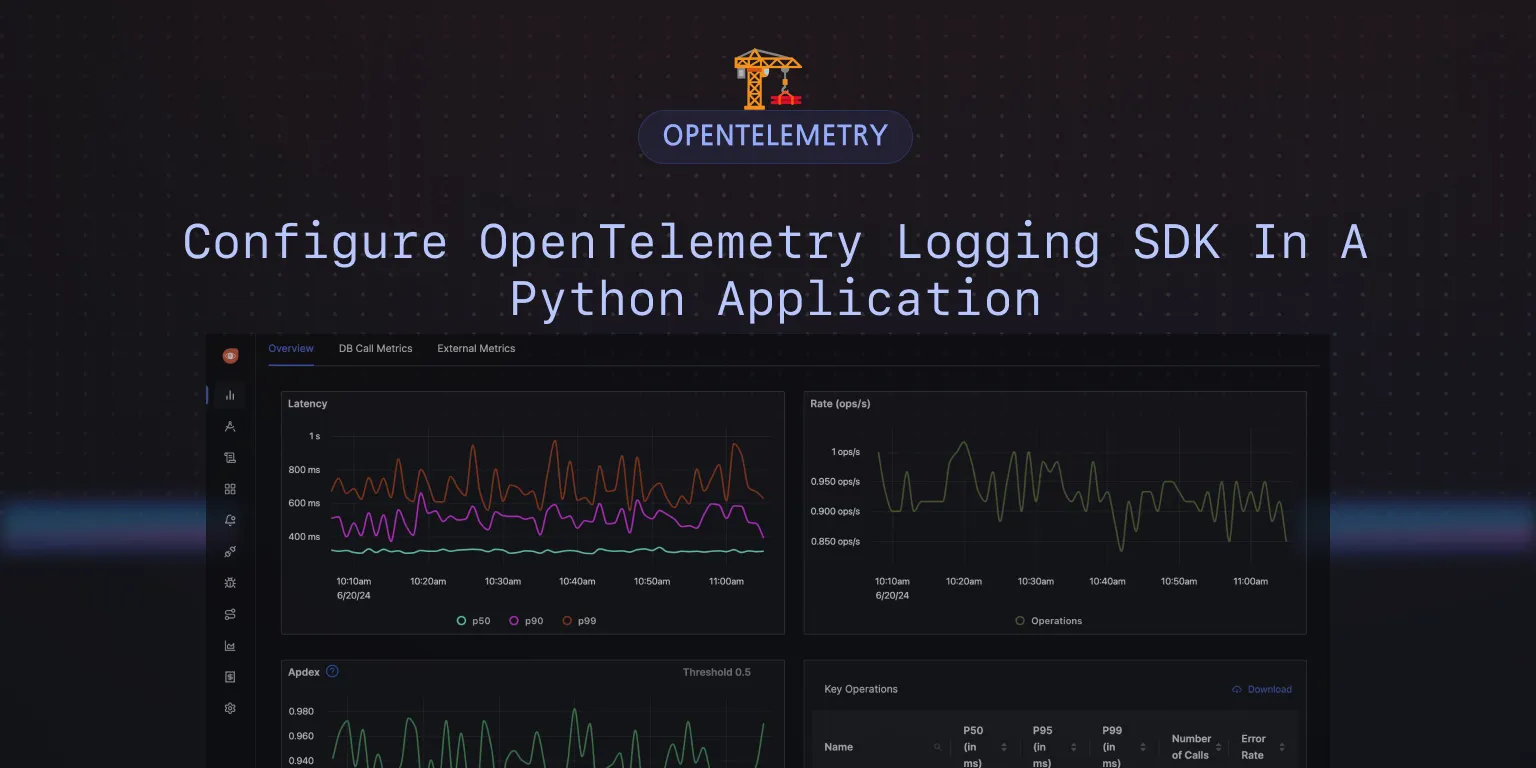 OPENTELEMETRY
Configure OpenTelemetry Logging SDK In A
Python Application
Overview DB Call Metrics External Metrics
Latency
1 s
800 ms
600 ms
400 ms
10:10am 10:20am 10:30am 10:40am 10:50am 11:00am
6/20/24
p50 p90 p99
Rate (ops/s)
1 ops/s
0.950 ops/s
0.900 ops/s
0.850 ops/s
10:10am 10:20am 10:30am 10:40am 10:50am 11:00am
6/20/24
Operations
Apdex ? Threshold 0.5
0.980
0.960
0.940
Key Operations Download
Name
P50
(in
ms)
P95
(in
ms)
P99
(in
ms)
Number
of Calls
Error
Rate